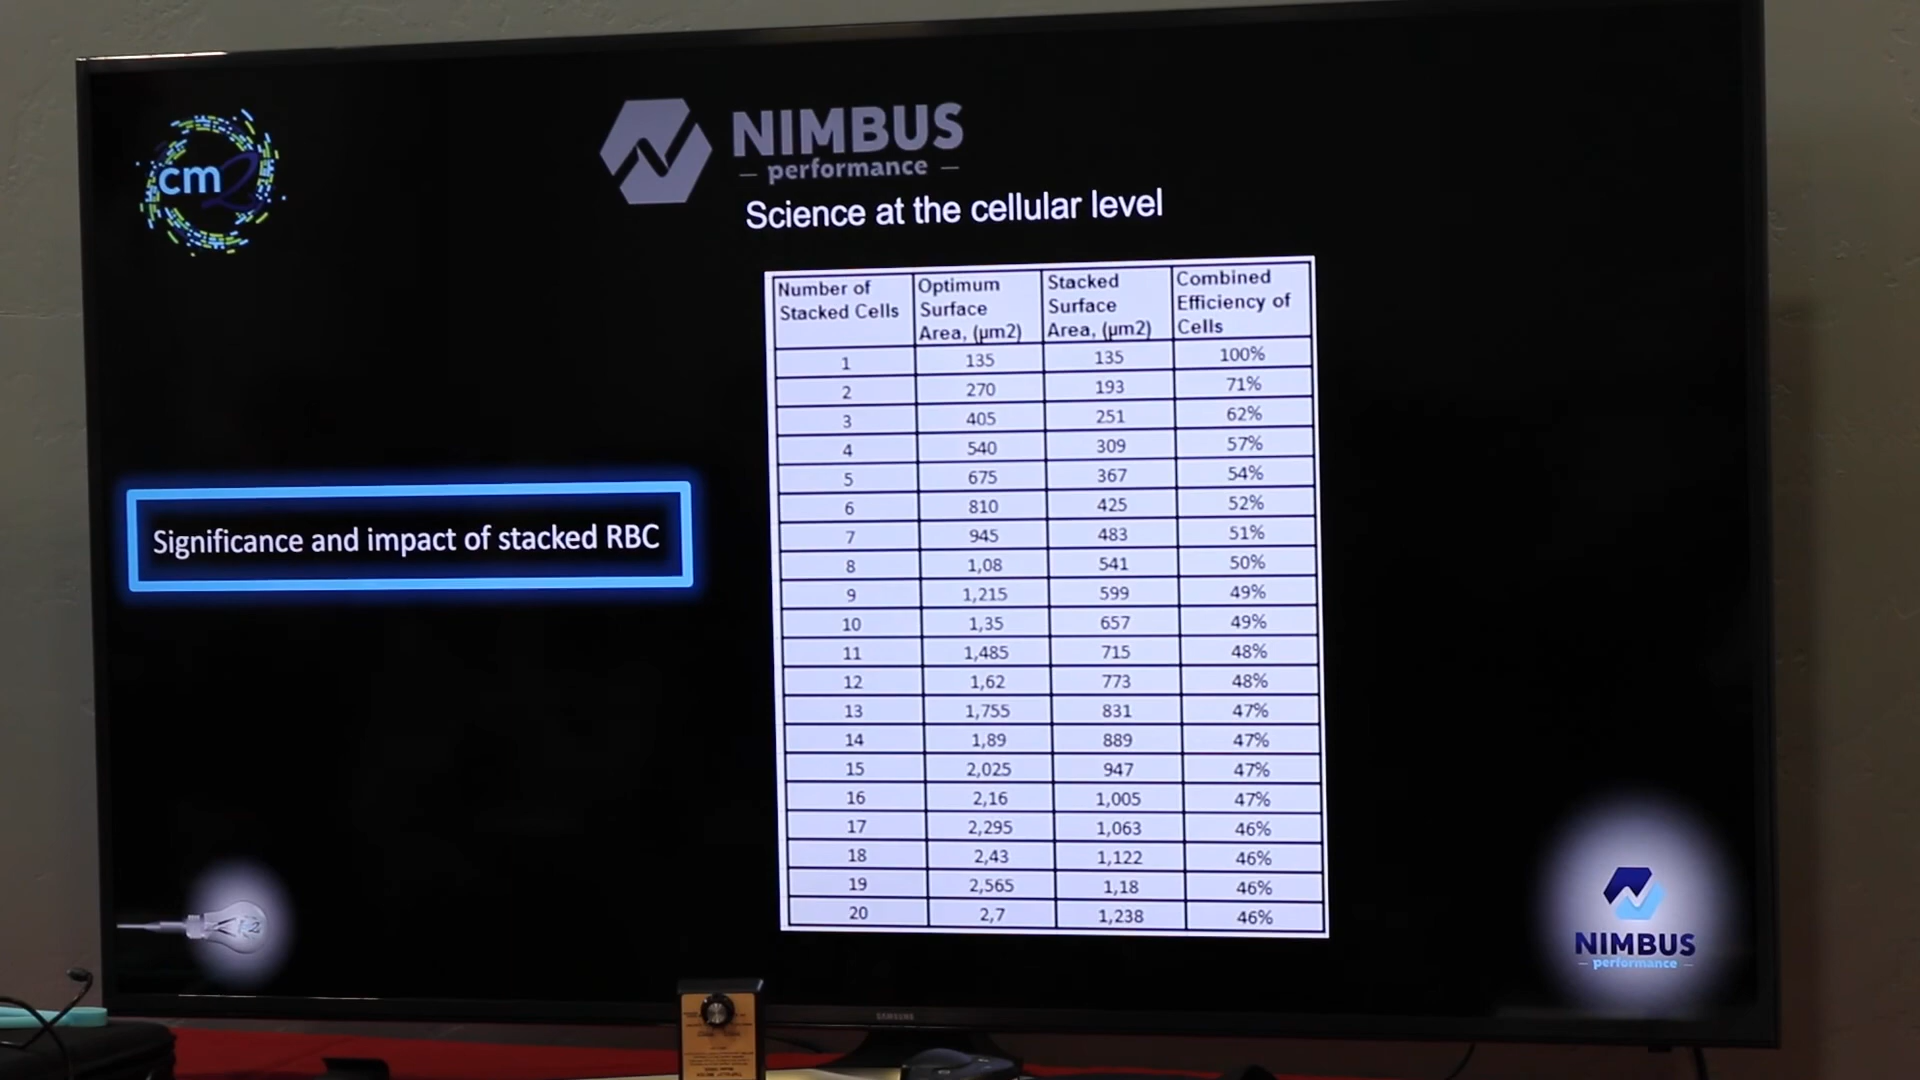 cm2
NIMBUS
performance
Science at the cellular level
Significance and impact of stacked RBC
Number of Stacked Cells Optimum Surface Area, (µm2) Stacked Surface Area, (µm2) Combined Efficiency of Cells
1 135 135 100%
2 270 193 71%
3 405 251 62%
4 540 309 57%
5 675 367 54%
6 810 425 52%
7 945 483 51%
8 1,08 541 50%
9 1,215 599 49%
10 1,35 657 49%
11 1,485 715 48%
12 1,62 773 48%
13 1,755 831 47%
14 1,89 889 47%
15 2,025 947 47%
16 2,16 1,005 47%
17 2,295 1,063 46%
18 2,43 1,122 46%
19 2,565 1,18 46%
20 2,7 1,238 46%
NIMBUS
performance
SAMSUNG